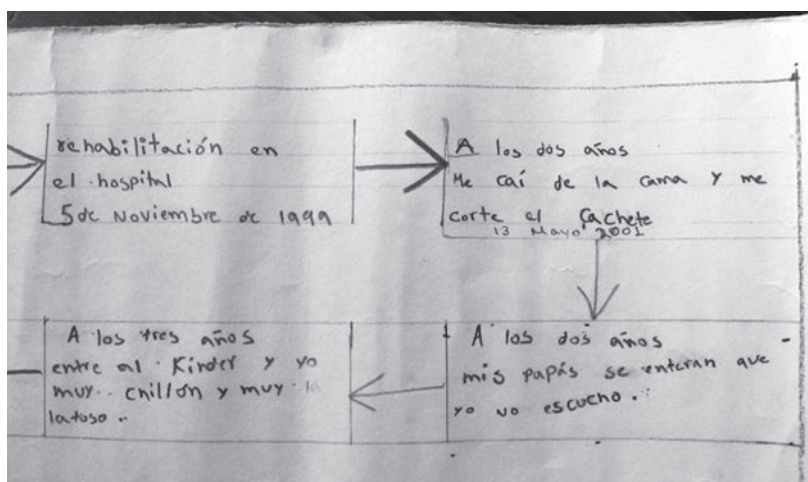 rehabilitación en
el hospital
5 de Noviembre de 1999
A los dos años
Me caí de la cama y me
corte el cachete
13 Mayo 2001
A los dos años
mis papás se enteran que
yo no escucho.
A los tres años
entre al Kinder y yo
muy chillón y muy la
latoso.